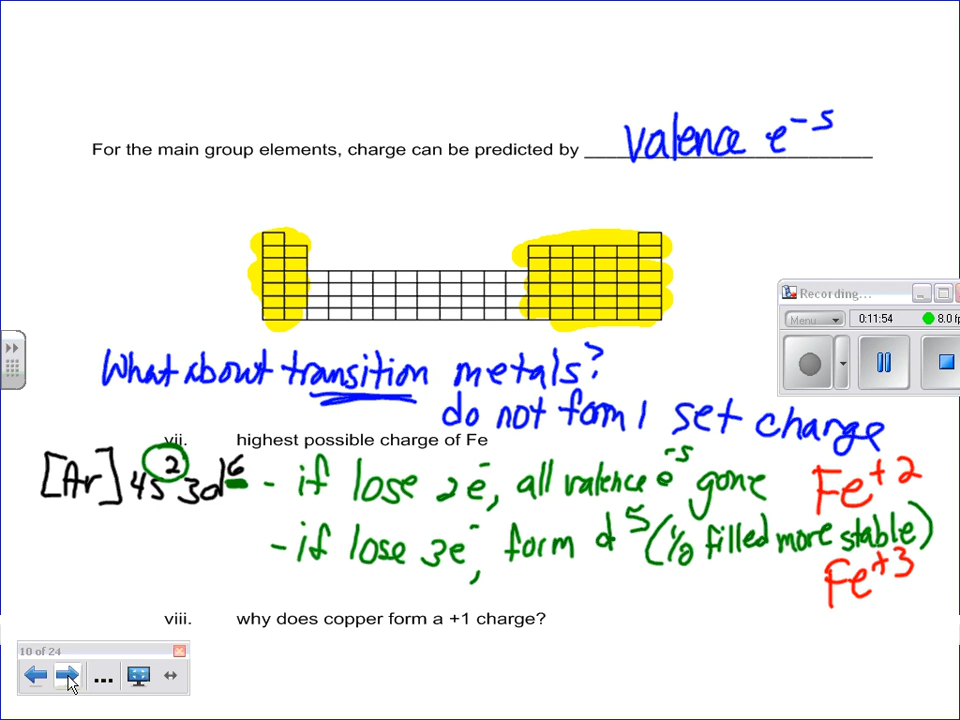 For the main group elements, charge can be predicted by valence e⁻s
Recording...
Menu 0:11:54 8.0 fp
What about transition metals?
do not form 1 set charge
vii. highest possible charge of Fe
[Ar] 4s² 3d⁶ - if lose 2e⁻, all valence e⁻s gone Fe⁺²
- if lose 3e⁻, form d⁵ (½ filled more stable)
Fe⁺³
viii. why does copper form a +1 charge?
10 of 24